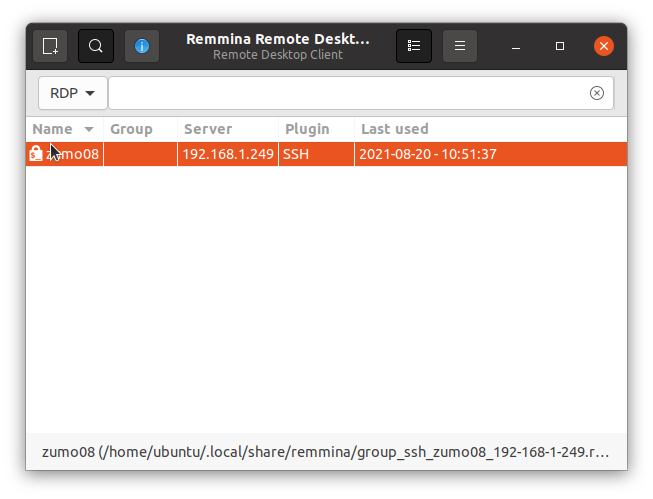 Remmina Remote Deskt…
Remote Desktop Client
RDP
Name Group Server Plugin Last used
zumo08 192.168.1.249 SSH 2021-08-20 - 10:51:37
zumo08 (/home/ubuntu/.local/share/remmina/group_ssh_zumo08_192-168-1-249.r…